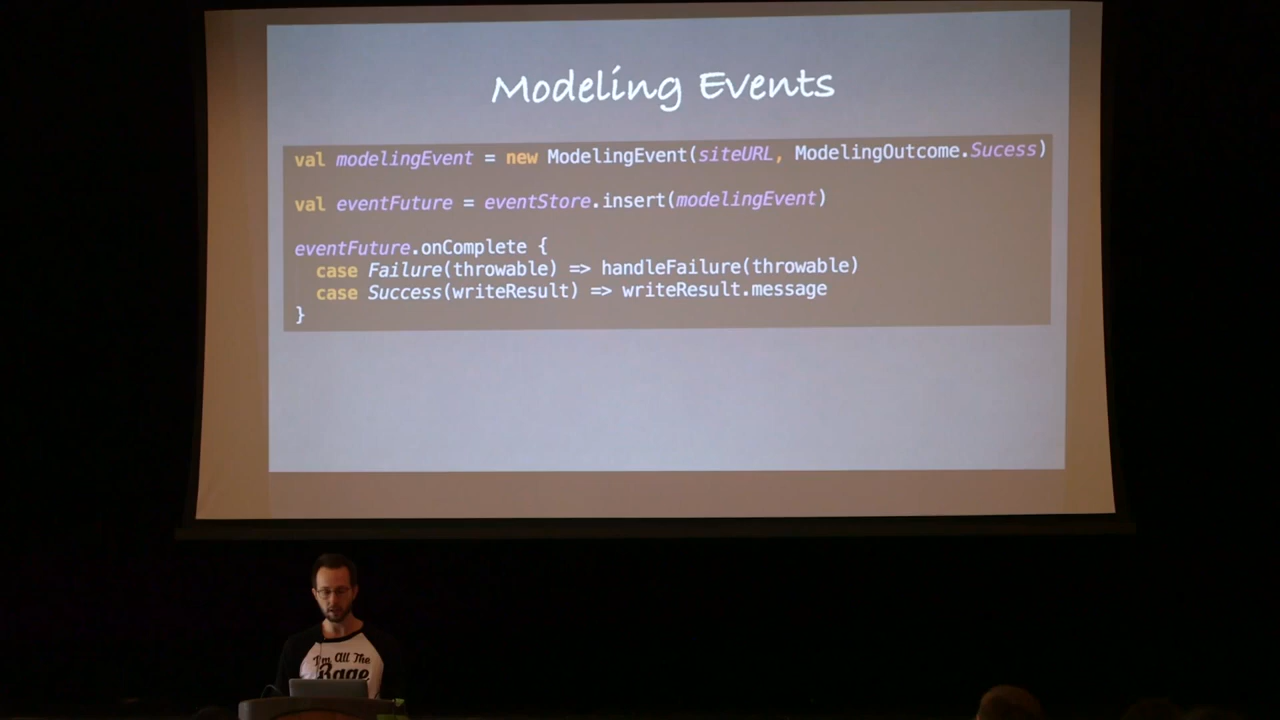 Modeling Events
val modelingEvent = new ModelingEvent(siteURL, ModelingOutcome.Sucess)
val eventFuture = eventStore.insert(modelingEvent)
eventFuture.onComplete {
case Failure(throwable) => handleFailure(throwable)
case Success(writeResult) => writeResult.message
}
I'm All The
Rage